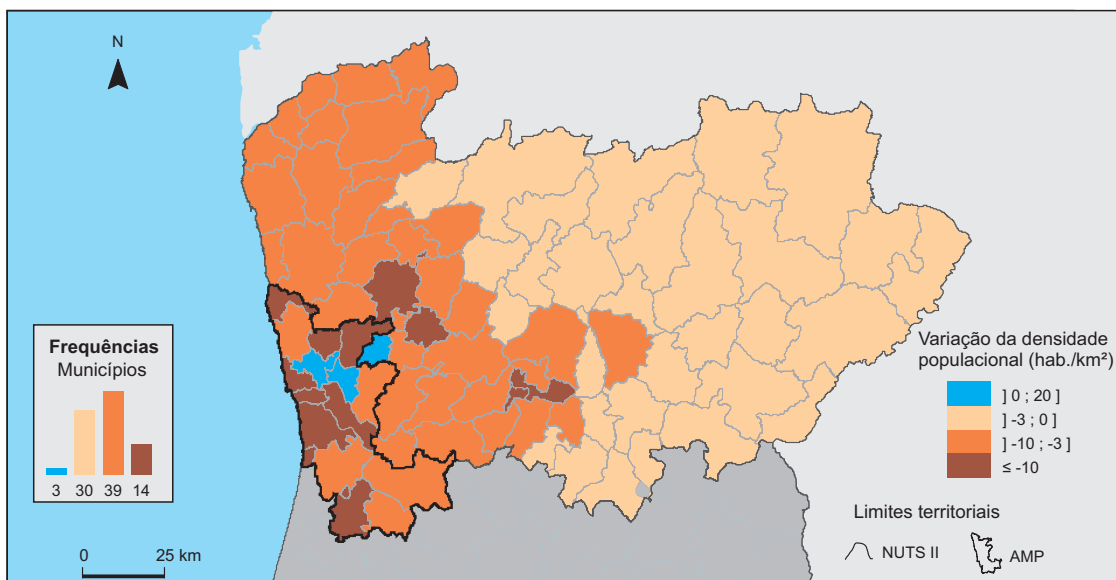 N
Frequências
Municípios
3 30 39 14
0 25 km
Variação da densidade
populacional (hab./km²)
] 0 ; 20 ]
] -3 ; 0 ]
] -10 ; -3 ]
≤ -10
Limites territoriais
NUTS II
AMP